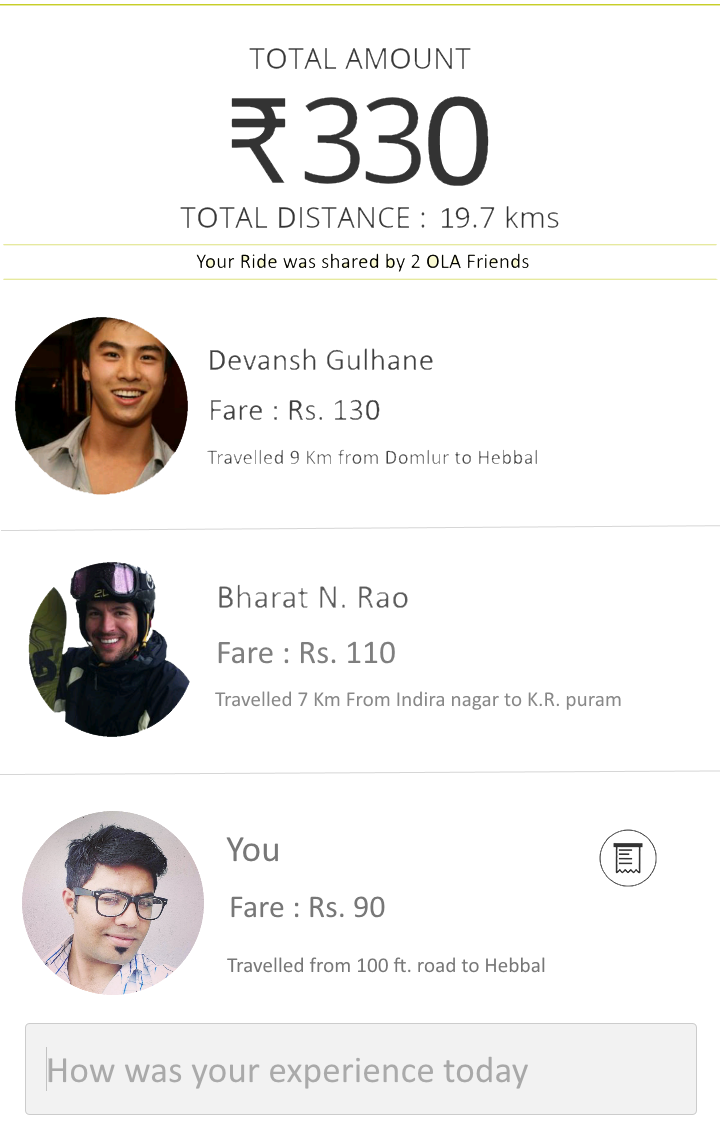 TOTAL AMOUNT
₹330
TOTAL DISTANCE : 19.7 kms
Your Ride was shared by 2 OLA Friends
Devansh Gulhane
Fare : Rs. 130
Travelled 9 Km from Domlur to Hebbal
2L
Bharat N. Rao
Fare : Rs. 110
Travelled 7 Km From Indira nagar to K.R. puram
You
Fare : Rs. 90
Travelled from 100 ft. road to Hebbal
How was your experience today